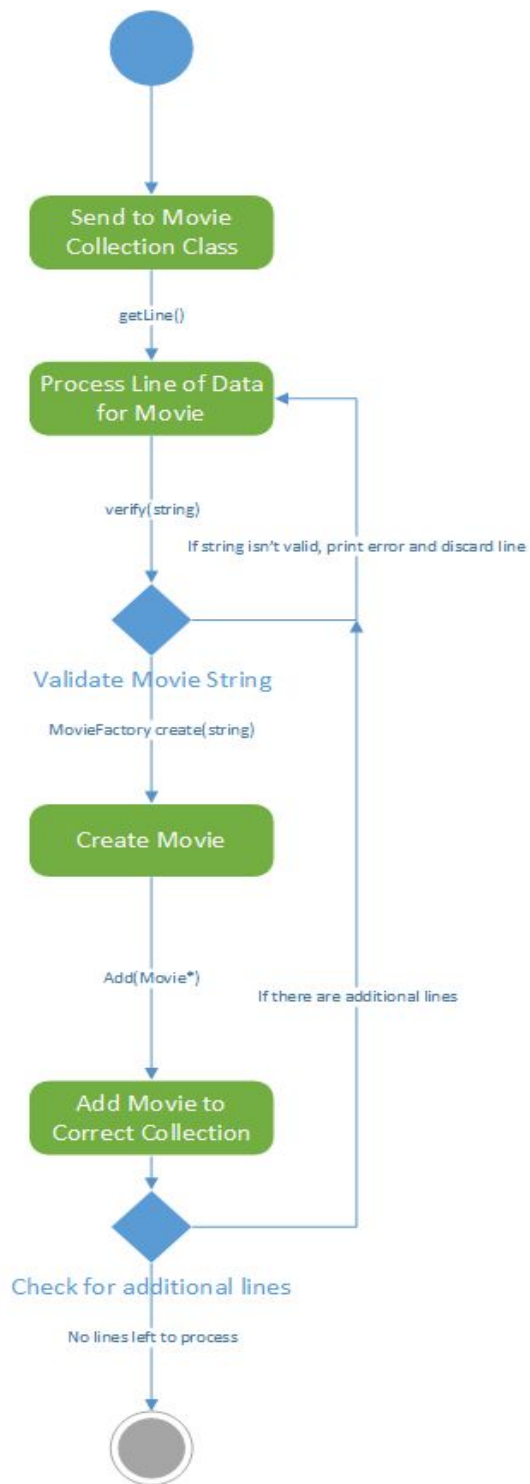 Send to Movie
Collection Class
getLine()
Process Line of Data
for Movie
verify(string)
If string isn't valid, print error and discard line
Validate Movie String
MovieFactory create(string)
Create Movie
Add(Movie*)
If there are additional lines
Add Movie to
Correct Collection
Check for additional lines
No lines left to process